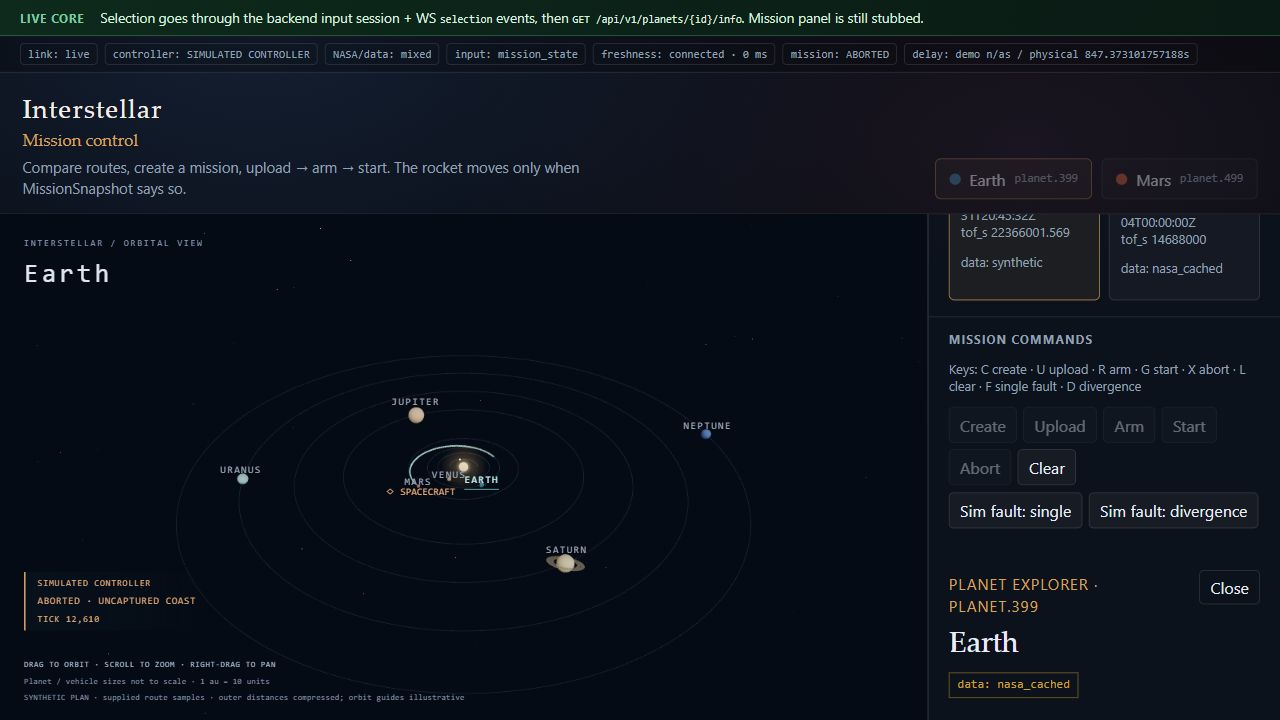 LIVE CORE Selection goes through the backend input session + WS selection events, then GET /api/v1/planets/{id}/info. Mission panel is still stubbed.
link: live controller: SIMULATED CONTROLLER NASA/data: mixed input: mission_state freshness: connected · 0 ms mission: ABORTED delay: demo n/as / physical 847.373101757188s
Interstellar
Mission control
Compare routes, create a mission, upload → arm → start. The rocket moves only when
MissionSnapshot says so.
Earth planet.399 Mars planet.499
INTERSTELLAR / ORBITAL VIEW
Earth
JUPITER
NEPTUNE
URANUS
VENUS
EARTH
MARS
SPACECRAFT
SATURN
SIMULATED CONTROLLER
ABORTED · UNCAPTURED COAST
TICK 12,610
DRAG TO ORBIT · SCROLL TO ZOOM · RIGHT-DRAG TO PAN
Planet / vehicle sizes not to scale · 1 au = 10 units
SYNTHETIC PLAN · supplied route samples · outer distances compressed; orbit guides illustrative
31T20:45:32Z
tof_s 22366001.569
data: synthetic
04T00:00:00Z
tof_s 14688000
data: nasa_cached
MISSION COMMANDS
Keys: C create · U upload · R arm · G start · X abort · L
clear · F single fault · D divergence
Create Upload Arm Start
Abort Clear
Sim fault: single Sim fault: divergence
PLANET EXPLORER ·
PLANET.399
Close
Earth
data: nasa_cached